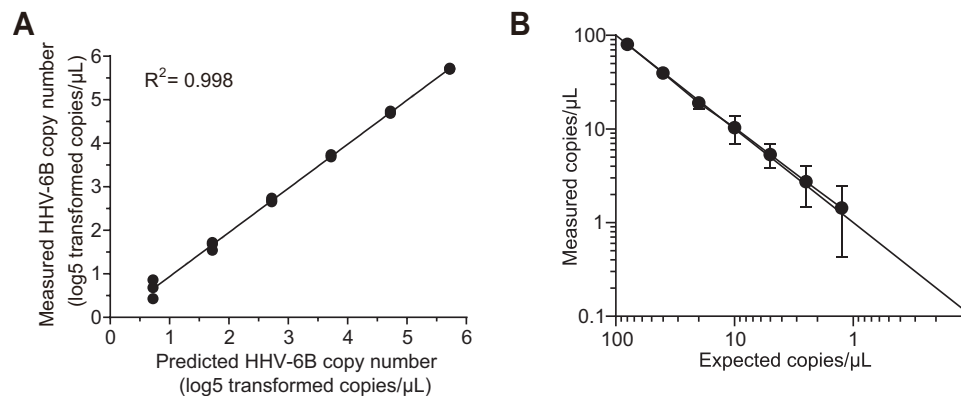 A
Measured HHV-6B copy number
(log5 transformed copies/µL)
6
5
4
3
2
1
0
R²= 0.998
0 1 2 3 4 5 6
Predicted HHV-6B copy number
(log5 transformed copies/µL)
B
Measured copies/µL
100
10
1
0.1
100 10 1
Expected copies/µL